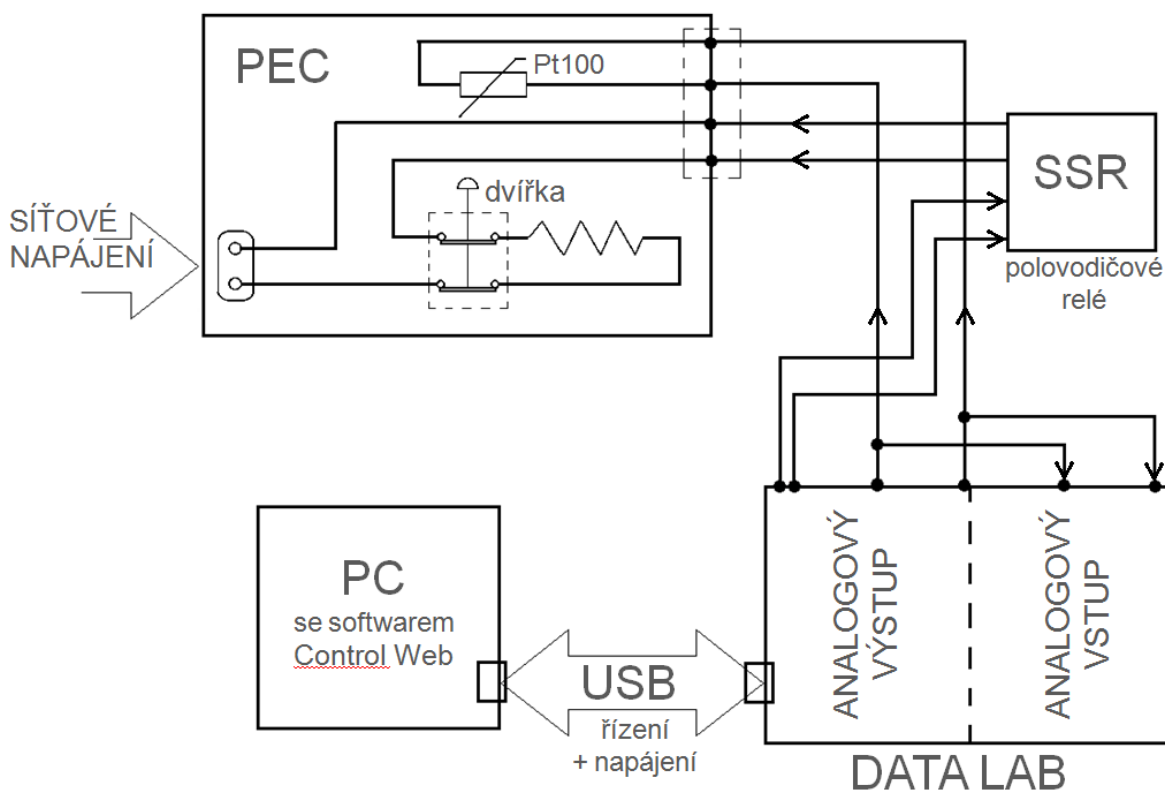 PEC
Pt100
dvířka
SÍŤOVÉ
NAPÁJENÍ
SSR
polovodičové
relé
PC
se softwarem
Control Web
USB
řízení
+ napájení
ANALOGOVÝ
VÝSTUP
ANALOGOVÝ
VSTUP
DATA LAB